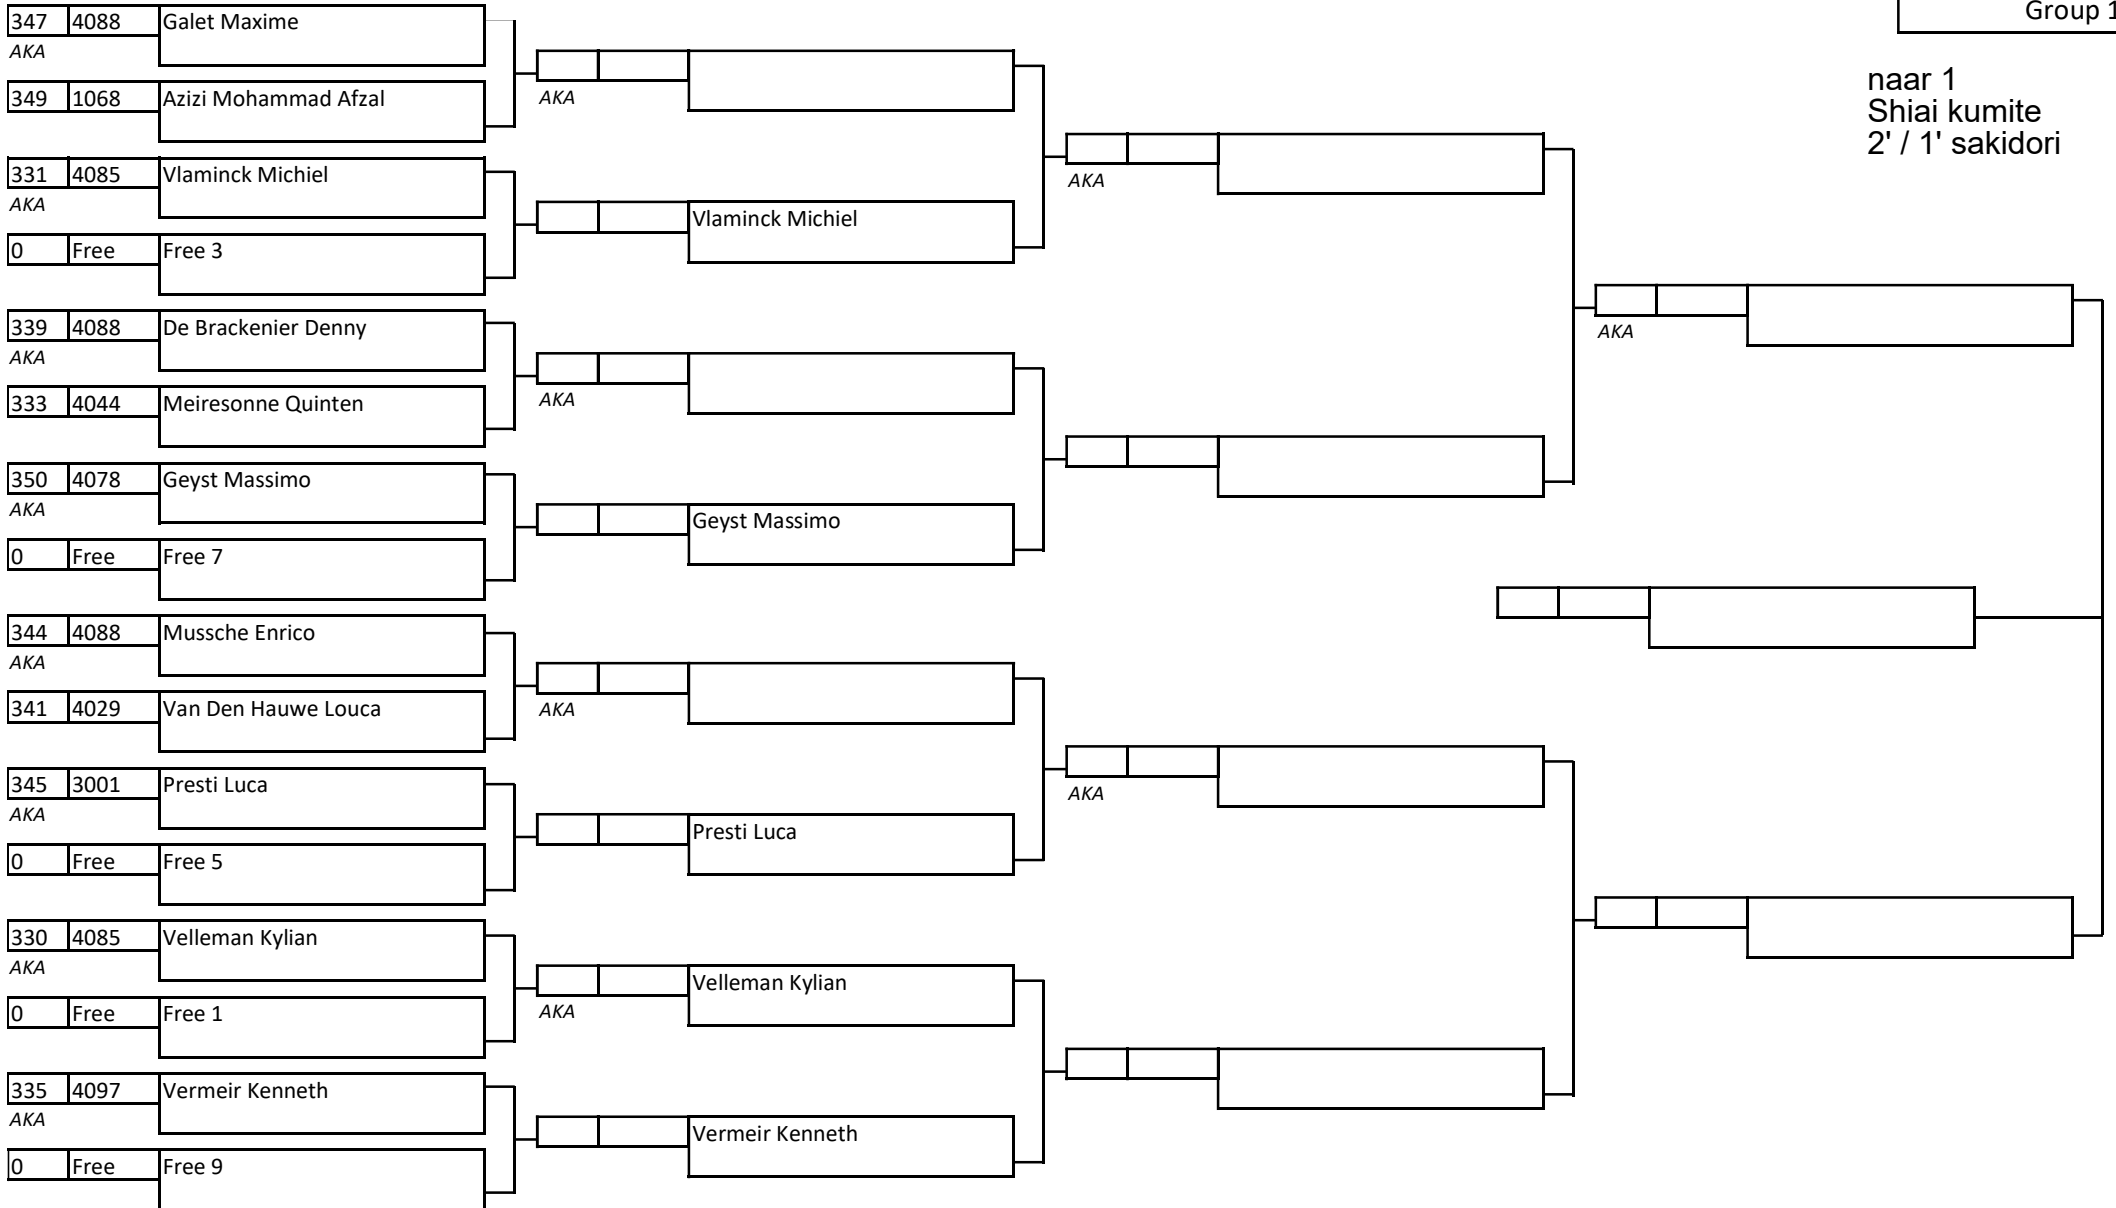 Group 1
naar 1
Shiai kumite
2' / 1' sakidori
347 4088 Galet Maxime
AKA
349 1068 Azizi Mohammad Afzal
331 4085 Vlaminck Michiel
AKA
0 Free Free 3
339 4088 De Brackenier Denny
AKA
333 4044 Meiresonne Quinten
350 4078 Geyst Massimo
AKA
0 Free Free 7
344 4088 Mussche Enrico
AKA
341 4029 Van Den Hauwe Louca
345 3001 Presti Luca
AKA
0 Free Free 5
330 4085 Velleman Kylian
AKA
0 Free Free 1
335 4097 Vermeir Kenneth
AKA
0 Free Free 9
AKA
Vlaminck Michiel
AKA
Geyst Massimo
AKA
Presti Luca
Velleman Kylian
AKA
Vermeir Kenneth
AKA
AKA
AKA